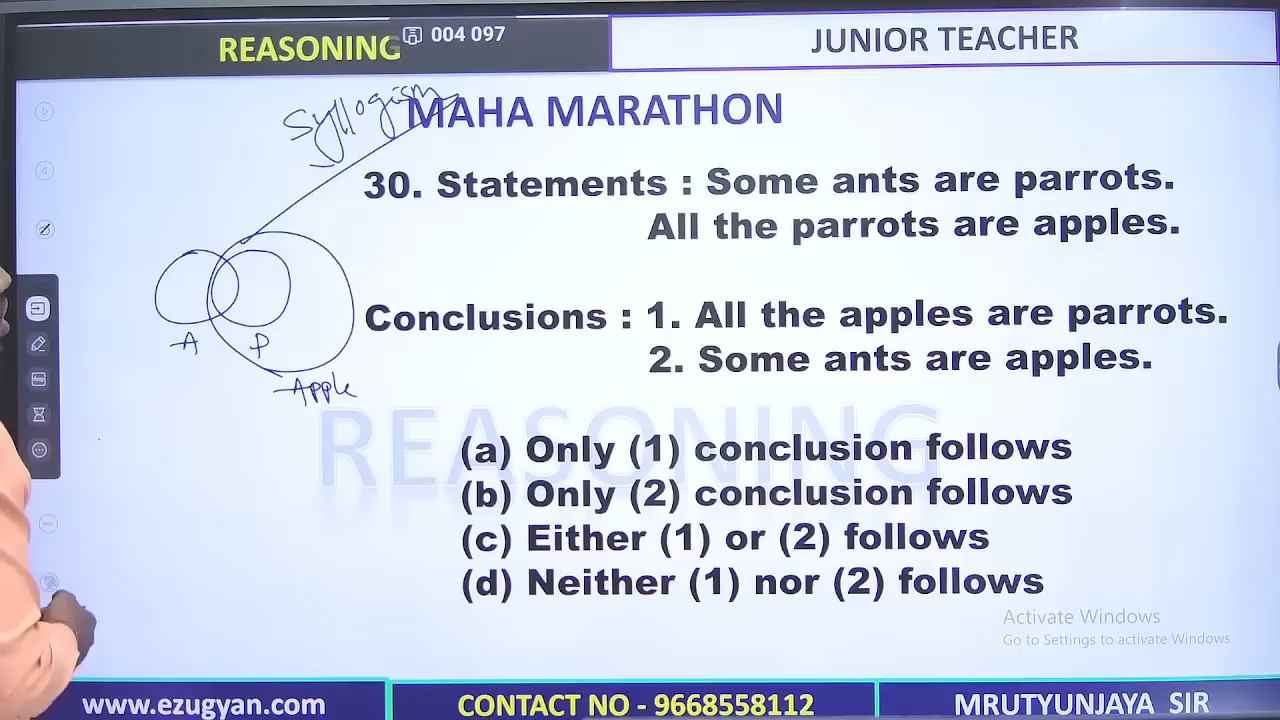 REASONING
004 097
JUNIOR TEACHER
Syllogism
MAHA MARATHON
30. Statements : Some ants are parrots.
All the parrots are apples.
A
P
Apple
Conclusions : 1. All the apples are parrots.
2. Some ants are apples.
REASONING
(a) Only (1) conclusion follows
(b) Only (2) conclusion follows
(c) Either (1) or (2) follows
(d) Neither (1) nor (2) follows
Activate Windows
Go to Settings to activate Windows.
www.ezugyan.com
CONTACT NO - 9668558112
MRUTYUNJAYA SIR